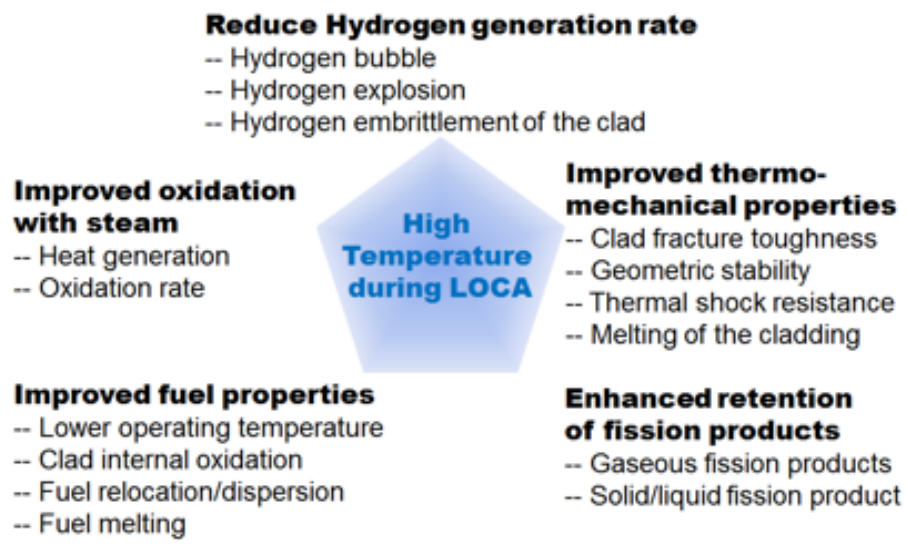 Reduce Hydrogen generation rate
-- Hydrogen bubble
-- Hydrogen explosion
-- Hydrogen embrittlement of the clad
Improved oxidation
with steam
-- Heat generation
-- Oxidation rate
High
Temperature
during LOCA
Improved thermo-
mechanical properties
-- Clad fracture toughness
-- Geometric stability
-- Thermal shock resistance
-- Melting of the cladding
Improved fuel properties
-- Lower operating temperature
-- Clad internal oxidation
-- Fuel relocation/dispersion
-- Fuel melting
Enhanced retention
of fission products
-- Gaseous fission products
-- Solid/liquid fission product